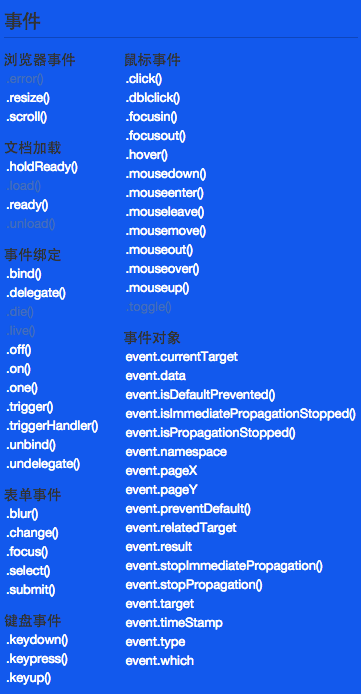 事件
浏览器事件
.error()
.resize()
.scroll()
文档加载
.holdReady()
.load()
.ready()
.unload()
事件绑定
.bind()
.delegate()
.die()
.live()
.off()
.on()
.one()
.trigger()
.triggerHandler()
.unbind()
.undelegate()
表单事件
.blur()
.change()
.focus()
.select()
.submit()
键盘事件
.keydown()
.keypress()
.keyup()
鼠标事件
.click()
.dblclick()
.focusin()
.focusout()
.hover()
.mousedown()
.mouseenter()
.mouseleave()
.mousemove()
.mouseout()
.mouseover()
.mouseup()
.toggle()
事件对象
event.currentTarget
event.data
event.isDefaultPrevented()
event.isImmediatePropagationStopped()
event.isPropagationStopped()
event.namespace
event.pageX
event.pageY
event.preventDefault()
event.relatedTarget
event.result
event.stopImmediatePropagation()
event.stopPropagation()
event.target
event.timeStamp
event.type
event.which